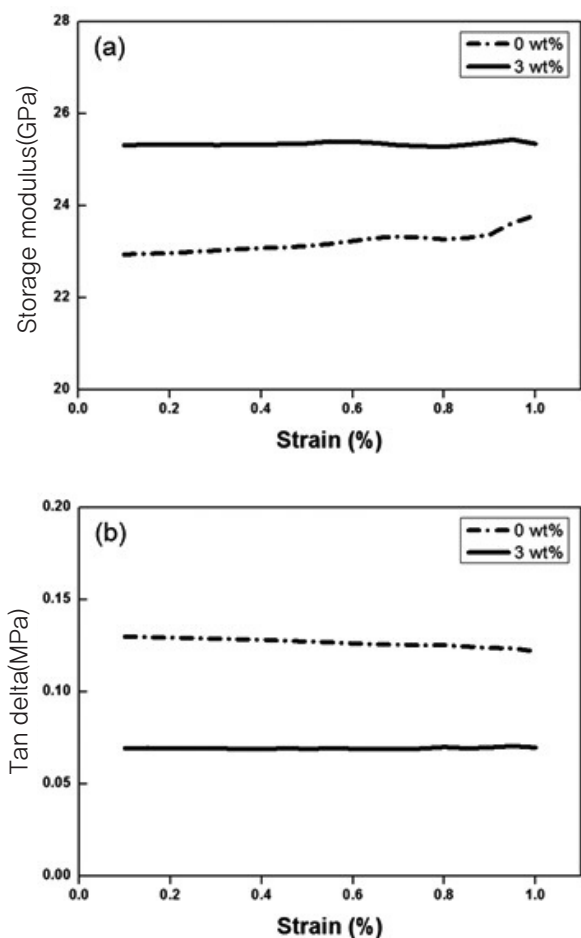 (a)
0 wt%
3 wt%
28
26
24
22
20
Storage modulus(GPa)
0.0 0.2 0.4 0.6 0.8 1.0
Strain (%)
(b)
0 wt%
3 wt%
0.20
0.15
0.10
0.05
0.00
Tan delta(MPa)
0.0 0.2 0.4 0.6 0.8 1.0
Strain (%)